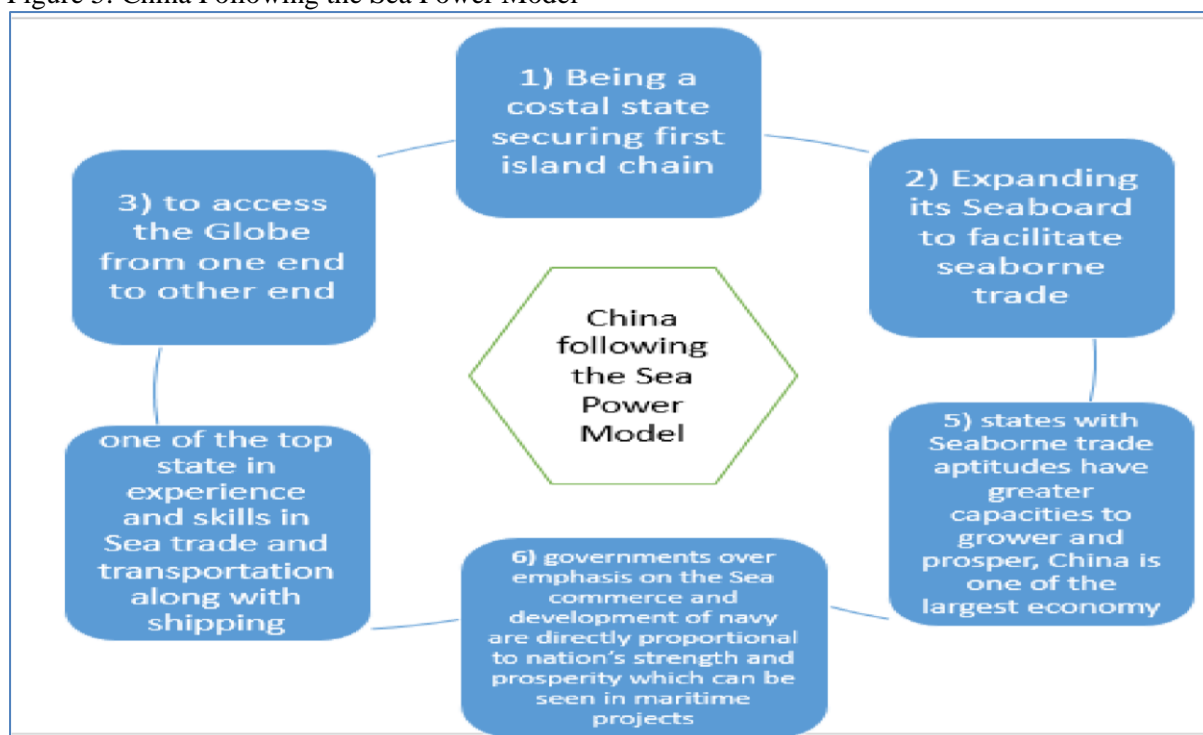 Figure 3: China Following the Sea Power Model
1) Being a
costal state
securing first
island chain
2) Expanding
its Seaboard
to facilitate
seaborne
trade
3) to access
the Globe
from one end
to other end
China
following
the Sea
Power
Model
5) states with
Seaborne trade
aptitudes have
greater
capacities to
grower and
prosper, China is
one of the
largest economy
one of the top
state in
experience
and skills in
Sea trade and
transportation
along with
shipping
6) governments over
emphasis on the Sea
commerce and
development of navy
are directly proportional
to nation's strength and
prosperity which can be
seen in maritime
projects